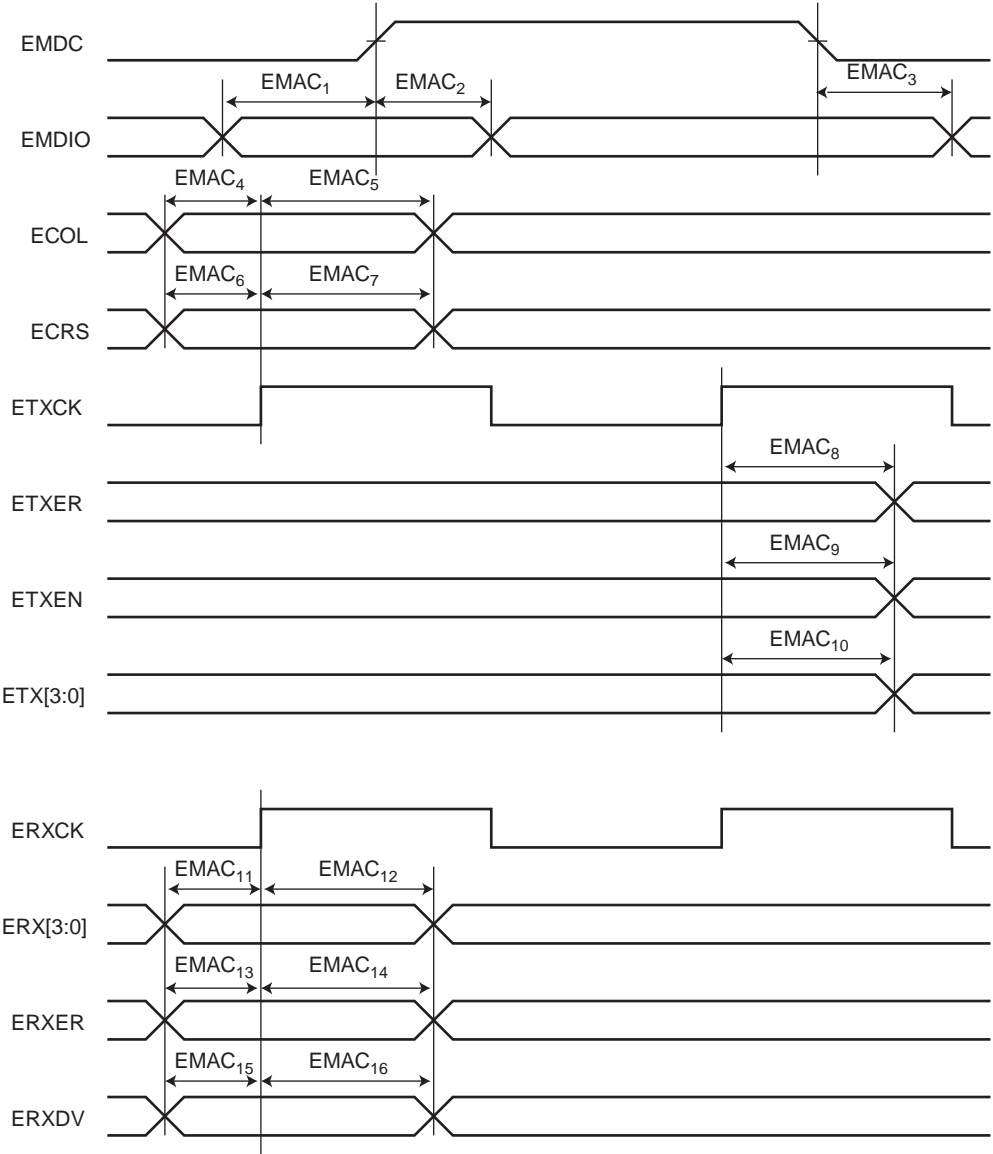 EMDC
EMAC₁ EMAC₂ EMAC₃
EMDIO
EMAC₄ EMAC₅
ECOL
EMAC₆ EMAC₇
ECRS
ETXCK
EMAC₈
ETXER
EMAC₉
ETXEN
EMAC₁₀
ETX[3:0]
ERXCK
EMAC₁₁ EMAC₁₂
ERX[3:0]
EMAC₁₃ EMAC₁₄
ERXER
EMAC₁₅ EMAC₁₆
ERXDV